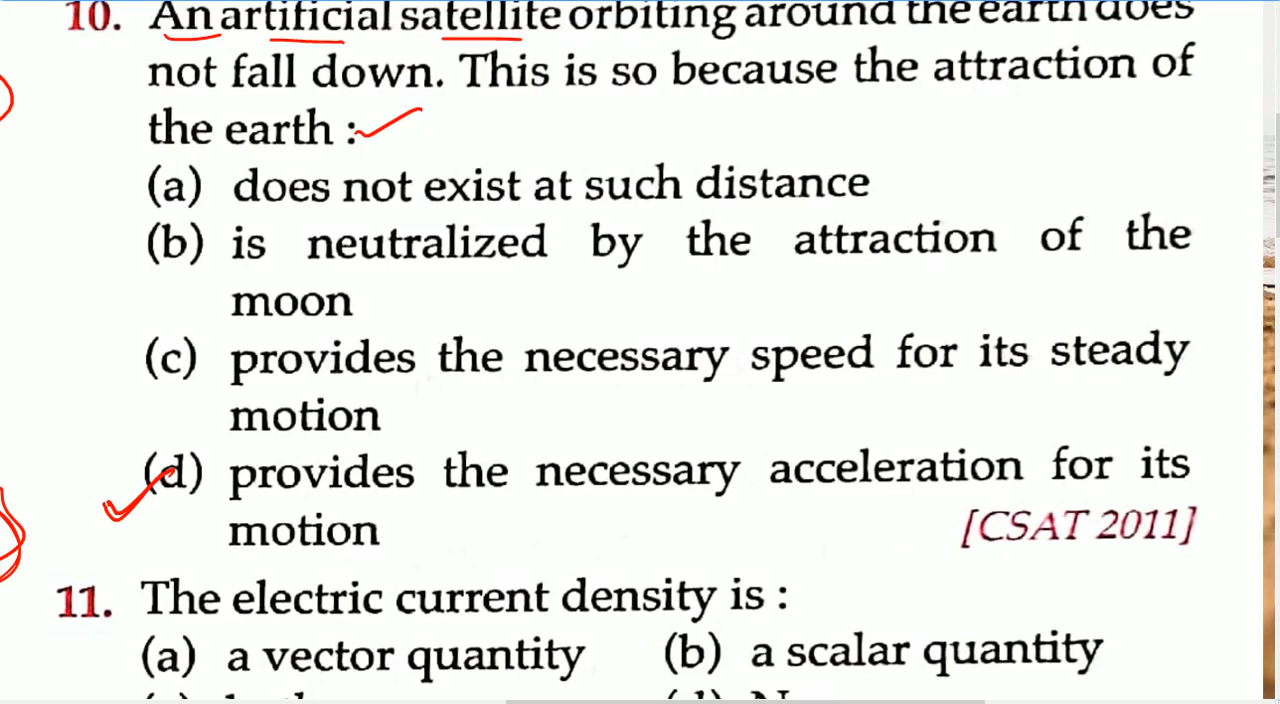 10. An artificial satellite orbiting around the earth does
not fall down. This is so because the attraction of
the earth :
(a) does not exist at such distance
(b) is neutralized by the attraction of the
moon
(c) provides the necessary speed for its steady
motion
(d) provides the necessary acceleration for its
motion [CSAT 2011]
11. The electric current density is :
(a) a vector quantity (b) a scalar quantity